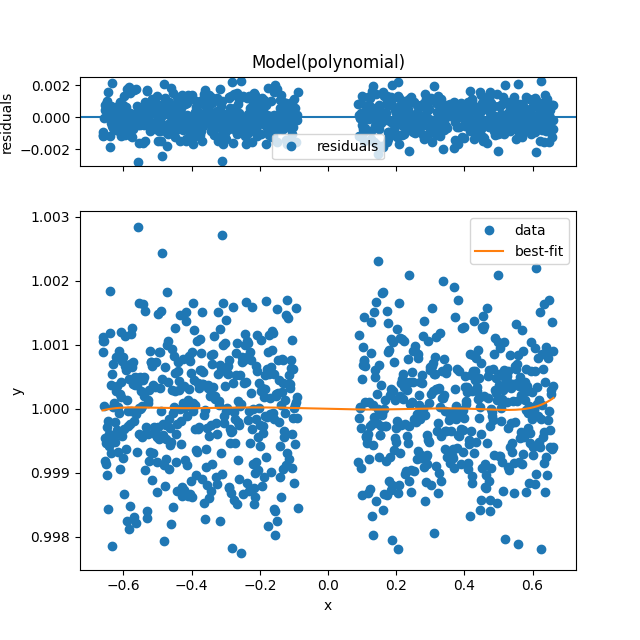 Model(polynomial)
residuals
0.002
0.000
−0.002
residuals
1.003
1.002
1.001
1.000
0.999
0.998
y
data
best-fit
−0.6
−0.4
−0.2
0.0
0.2
0.4
0.6
x